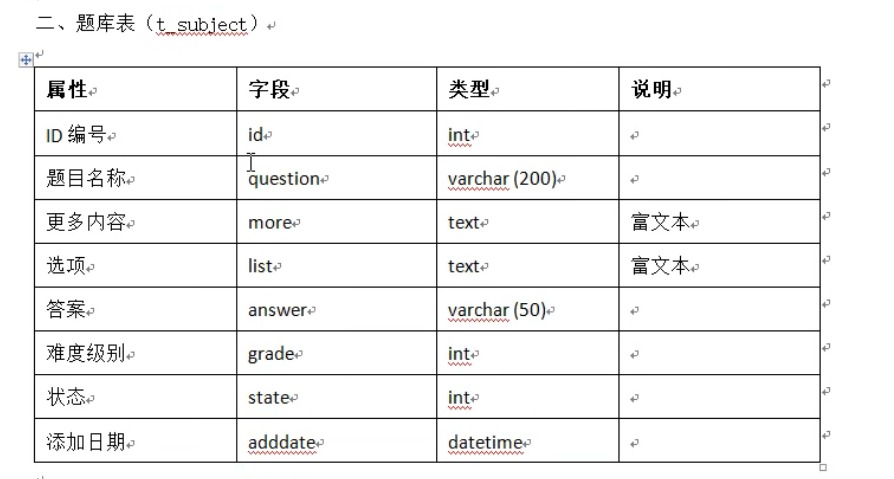 二、题库表（t_subject）
属性 字段 类型 说明
ID 编号 id int
题目名称 question varchar (200)
更多内容 more text 富文本
选项 list text 富文本
答案 answer varchar (50)
难度级别 grade int
状态 state int
添加日期 adddate datetime